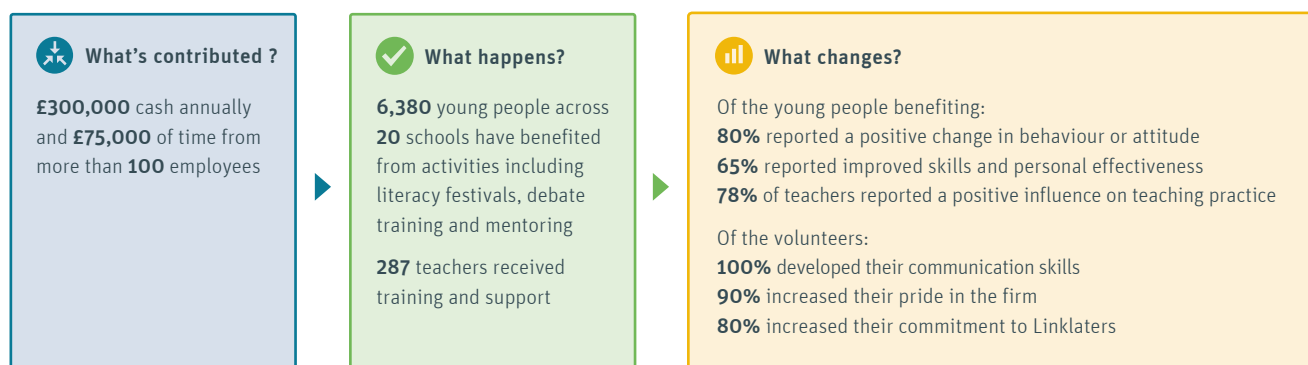 What's contributed ?
£300,000 cash annually
and £75,000 of time from
more than 100 employees
What happens?
6,380 young people across
20 schools have benefited
from activities including
literacy festivals, debate
training and mentoring
287 teachers received
training and support
What changes?
Of the young people benefiting:
80% reported a positive change in behaviour or attitude
65% reported improved skills and personal effectiveness
78% of teachers reported a positive influence on teaching practice
Of the volunteers:
100% developed their communication skills
90% increased their pride in the firm
80% increased their commitment to Linklaters